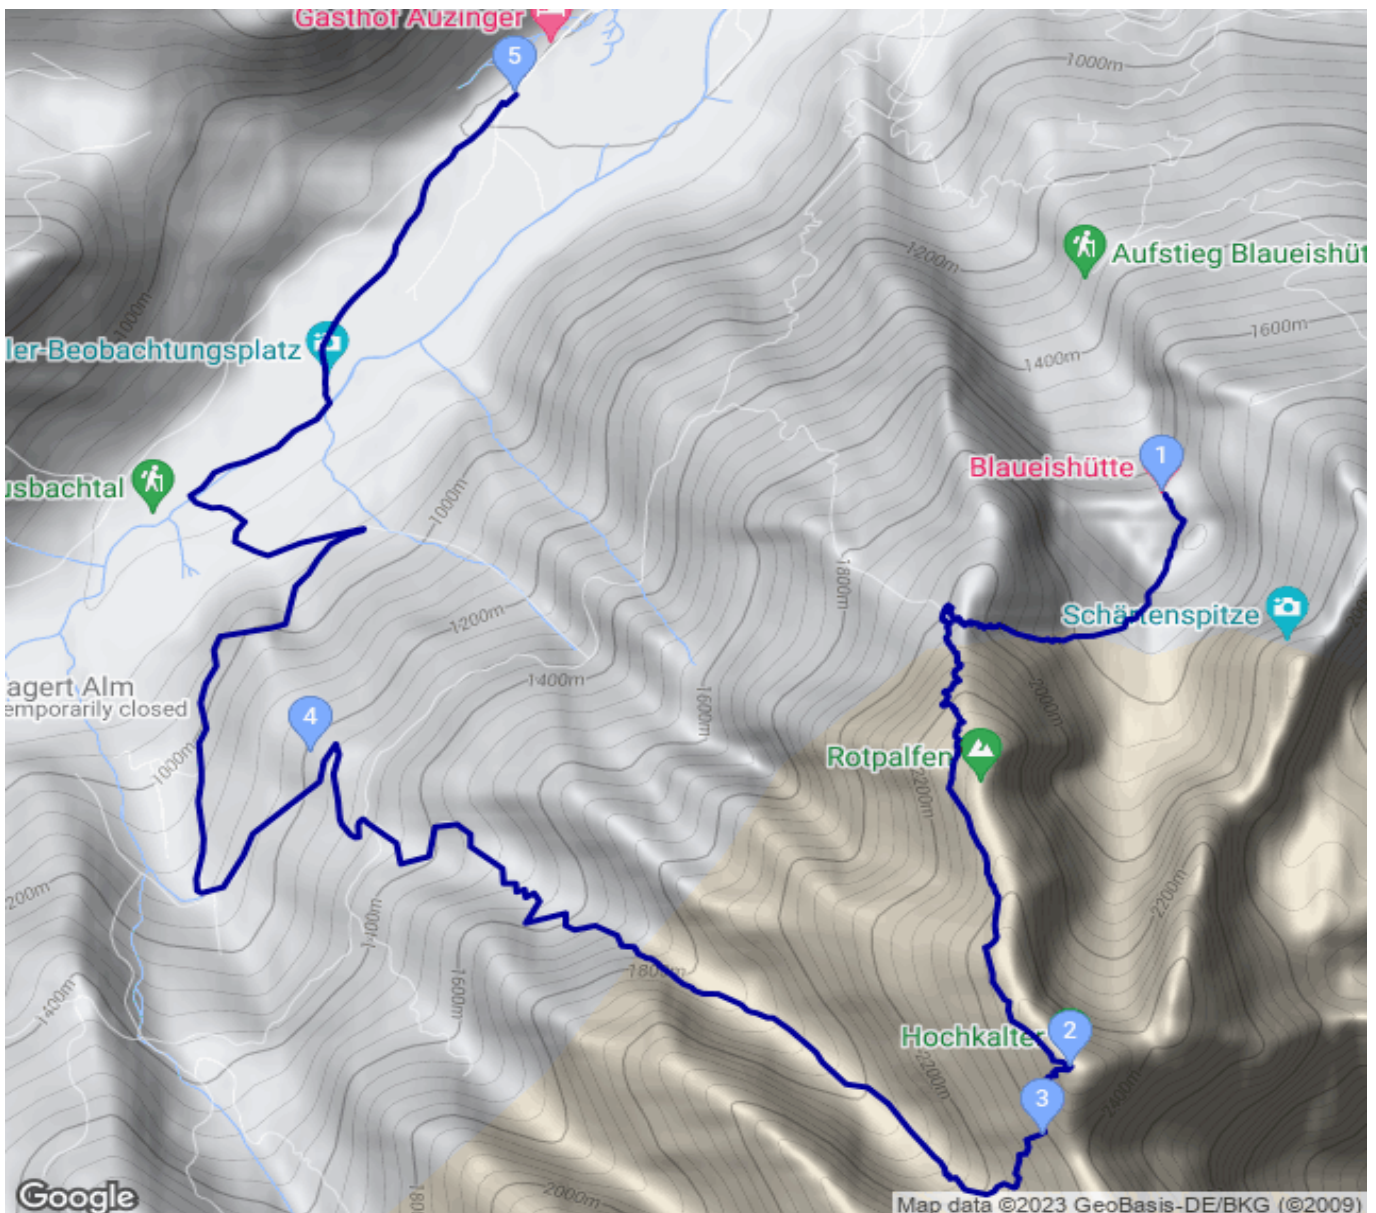 Gasthof Auzinger
5
1000m
1200m
Aufstieg Blaueishüt
1000m
ler-Beobachtungsplatz
1600m
1400m
1
Blaueishütte
usbachtal
1000m
1800m
Schärtenspitze
1200m
1400m
agert Alm
emporarily closed
4
1600m
2000m
1000m
Rotpalfen
2200m
200m
2200m
1400m
1800m
1600m
1400m
Hochkalter
2
2200m
2400m
3
2000m
180
Google
Map data ©2023 GeoBasis-DE/BKG (©2009)